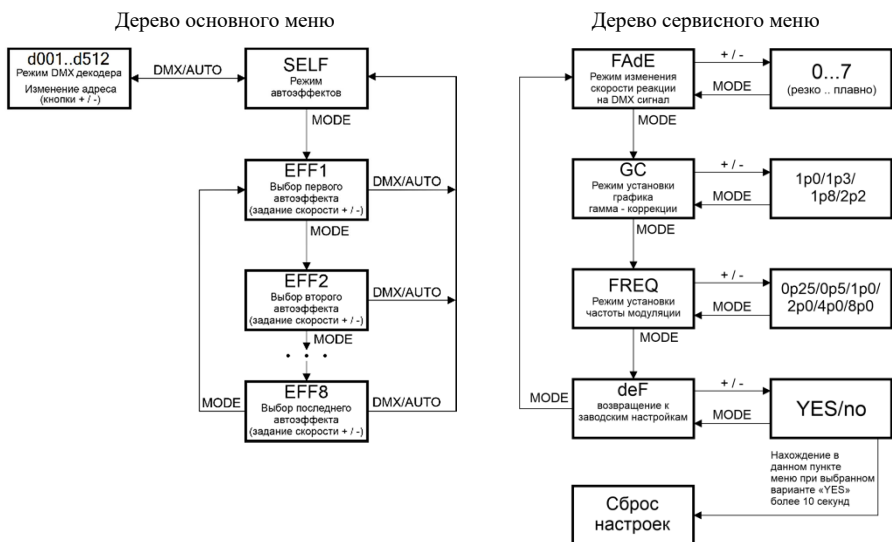 Дерево основного меню
d001..d512
Режим DMX декодера
Изменение адреса
(кнопки + / -)
DMX/AUTO
SELF
Режим
автоэффектов
MODE
EFF1
Выбор первого
автоэффекта
(задание скорости + / -)
DMX/AUTO
MODE
EFF2
Выбор второго
автоэффекта
(задание скорости + / -)
DMX/AUTO
MODE
. . .
MODE
EFF8
Выбор последнего
автоэффекта
(задание скорости + / -)
DMX/AUTO
Дерево сервисного меню
FAdE
Режим изменения
скорости реакции
на DMX сигнал
+ / -
MODE
0...7
(резко .. плавно)
MODE
GC
Режим установки
графика
гамма - коррекции
+/-
MODE
1p0/1p3/
1p8/2p2
MODE
FREQ
Режим установки
частоты модуляции
+ / -
MODE
0p25/0p5/1p0/
2p0/4p0/8p0
MODE
deF
возвращение к
заводским настройкам
+ / -
MODE
YES/no
MODE
Нахождение в
данном пункте
меню при выбранном
варианте «YES»
более 10 секунд
Сброс
настроек